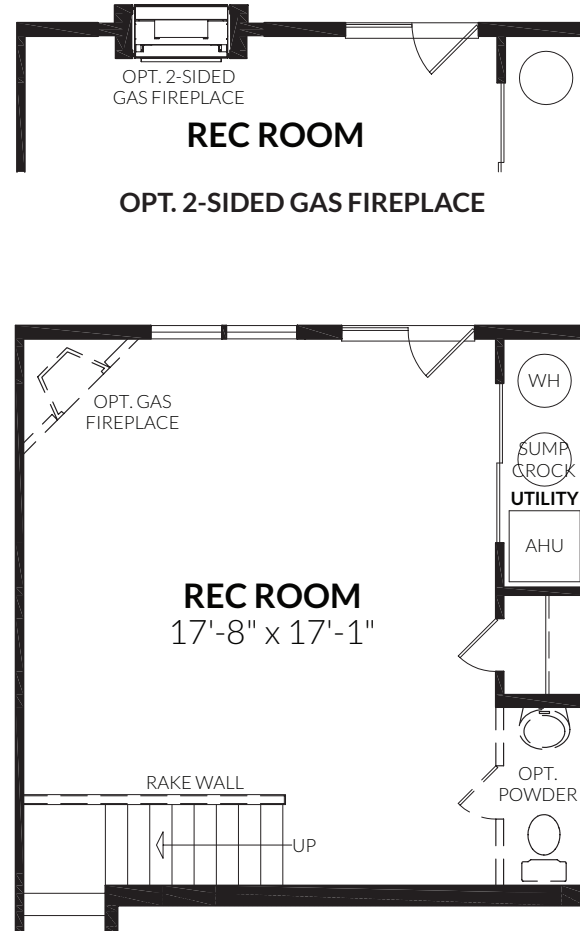 OPT. 2-SIDED
GAS FIREPLACE
REC ROOM
OPT. 2-SIDED GAS FIREPLACE
OPT. GAS
FIREPLACE
WH
SUMP
CROCK
UTILITY
AHU
REC ROOM
17'-8" x 17'-1"
OPT.
POWDER
RAKE WALL
UP